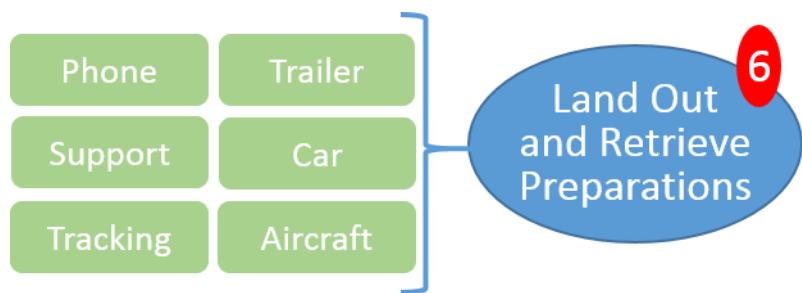 Phone
Trailer
Support
Car
Tracking
Aircraft
6
Land Out
and Retrieve
Preparations